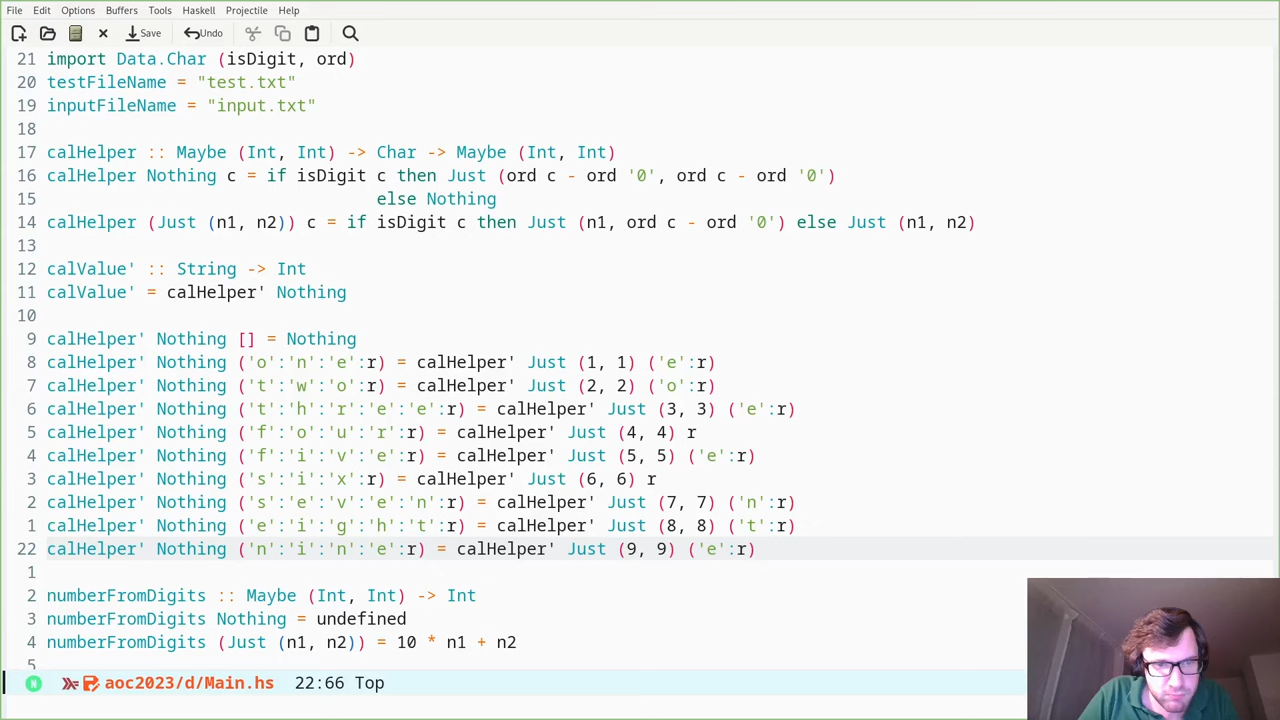 File Edit Options Buffers Tools Haskell Projectile Help
Save Undo
21 import Data.Char (isDigit, ord)
20 testFileName = "test.txt"
19 inputFileName = "input.txt"
18
17 calHelper :: Maybe (Int, Int) -> Char -> Maybe (Int, Int)
16 calHelper Nothing c = if isDigit c then Just (ord c - ord '0', ord c - ord '0')
15                                  else Nothing
14 calHelper (Just (n1, n2)) c = if isDigit c then Just (n1, ord c - ord '0') else Just (n1, n2)
13
12 calValue' :: String -> Int
11 calValue' = calHelper' Nothing
10
9 calHelper' Nothing [] = Nothing
8 calHelper' Nothing ('o':'n':'e':r) = calHelper' Just (1, 1) ('e':r)
7 calHelper' Nothing ('t':'w':'o':r) = calHelper' Just (2, 2) ('o':r)
6 calHelper' Nothing ('t':'h':'r':'e':'e':r) = calHelper' Just (3, 3) ('e':r)
5 calHelper' Nothing ('f':'o':'u':'r':r) = calHelper' Just (4, 4) r
4 calHelper' Nothing ('f':'i':'v':'e':r) = calHelper' Just (5, 5) ('e':r)
3 calHelper' Nothing ('s':'i':'x':r) = calHelper' Just (6, 6) r
2 calHelper' Nothing ('s':'e':'v':'e':'n':r) = calHelper' Just (7, 7) ('n':r)
1 calHelper' Nothing ('e':'i':'g':'h':'t':r) = calHelper' Just (8, 8) ('t':r)
22 calHelper' Nothing ('n':'i':'n':'e':r) = calHelper' Just (9, 9) ('e':r)
1
2 numberFromDigits :: Maybe (Int, Int) -> Int
3 numberFromDigits Nothing = undefined
4 numberFromDigits (Just (n1, n2)) = 10 * n1 + n2
5
N aoc2023/d/Main.hs 22:66 Top